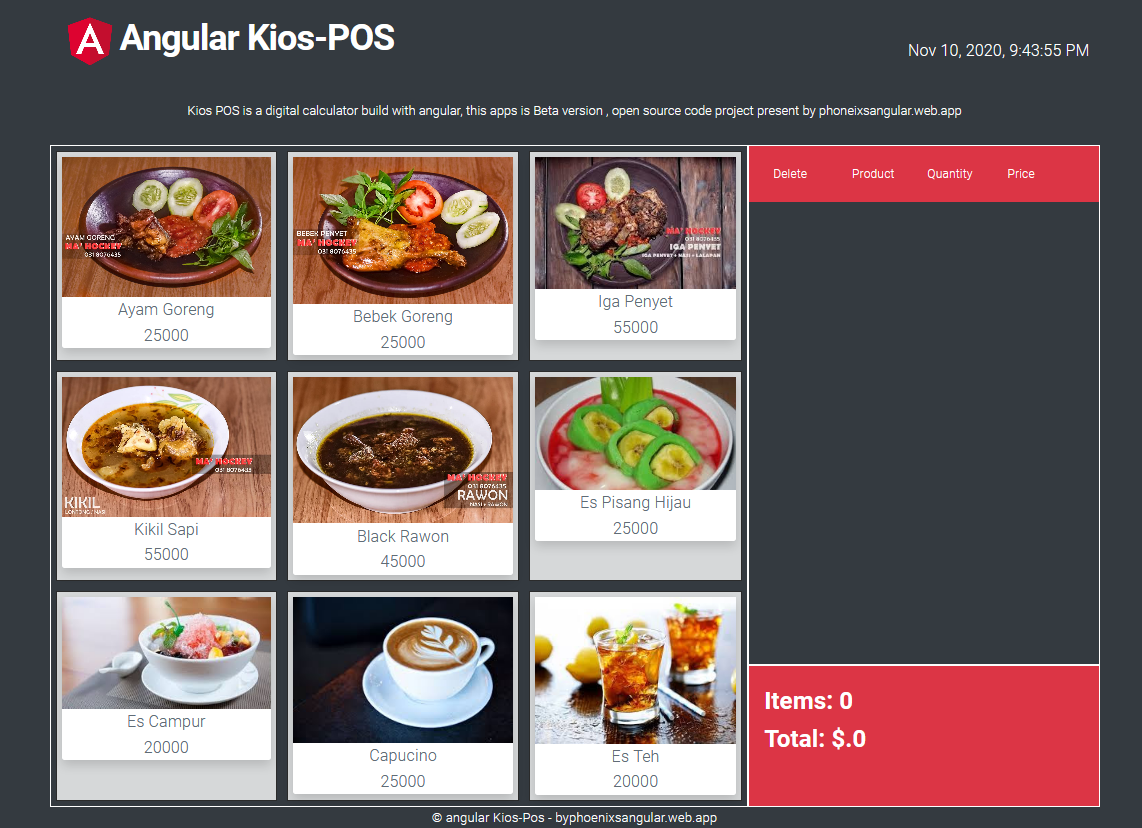 A Angular Kios-POS
Nov 10, 2020, 9:43:55 PM
Kios POS is a digital calculator build with angular, this apps is Beta version , open source code project present by phoneixsangular.web.app
AYAM GORENG
MA' HOCKEY
031 8076435
Ayam Goreng
25000
BEBEK PENYET
MA' HOCKEY
031 8076435
Bebek Goreng
25000
MA' HOCKEY
031 8076435
IGA PENYET
IGA PENYET + NASI + LALAPAN
Iga Penyet
55000
Delete Product Quantity Price
MA' HOCKEY
031 8076435
KIKIL
LONTONG / NASI
Kikil Sapi
55000
MA' HOCKEY
031 8076435
RAWON
NASI + RAWON
Black Rawon
45000
Es Pisang Hijau
25000
Es Campur
20000
Capucino
25000
Es Teh
20000
Items: 0
Total: $.0
© angular Kios-Pos - byphoenixsangular.web.app